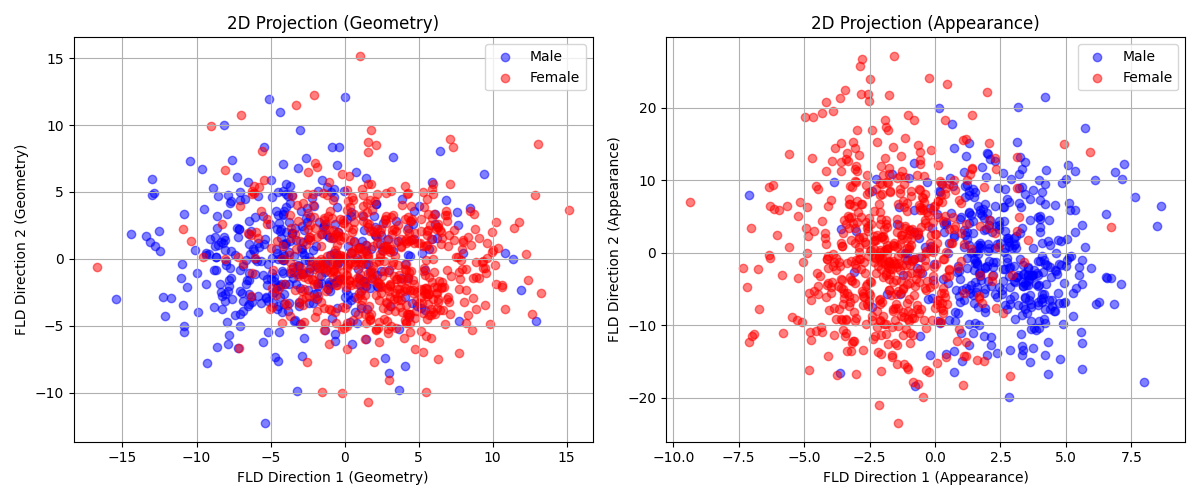 2D Projection (Geometry)
Male
Female
15
10
5
0
−5
−10
−15
−10
−5
0
5
10
15
FLD Direction 1 (Geometry)
FLD Direction 2 (Geometry)
2D Projection (Appearance)
Male
Female
20
10
0
−10
−20
−10.0
−7.5
−5.0
−2.5
0.0
2.5
5.0
7.5
FLD Direction 1 (Appearance)
FLD Direction 2 (Appearance)